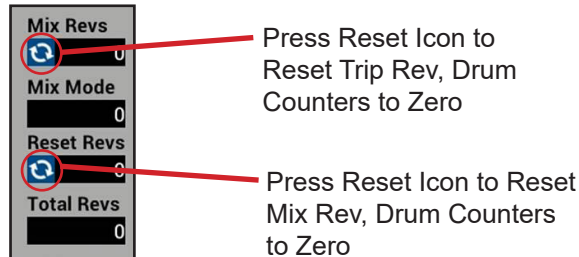 Mix Revs
0
Mix Mode
0
Reset Revs
0
Total Revs
0
Press Reset Icon to
Reset Trip Rev, Drum
Counters to Zero
Press Reset Icon to Reset
Mix Rev, Drum Counters
to Zero